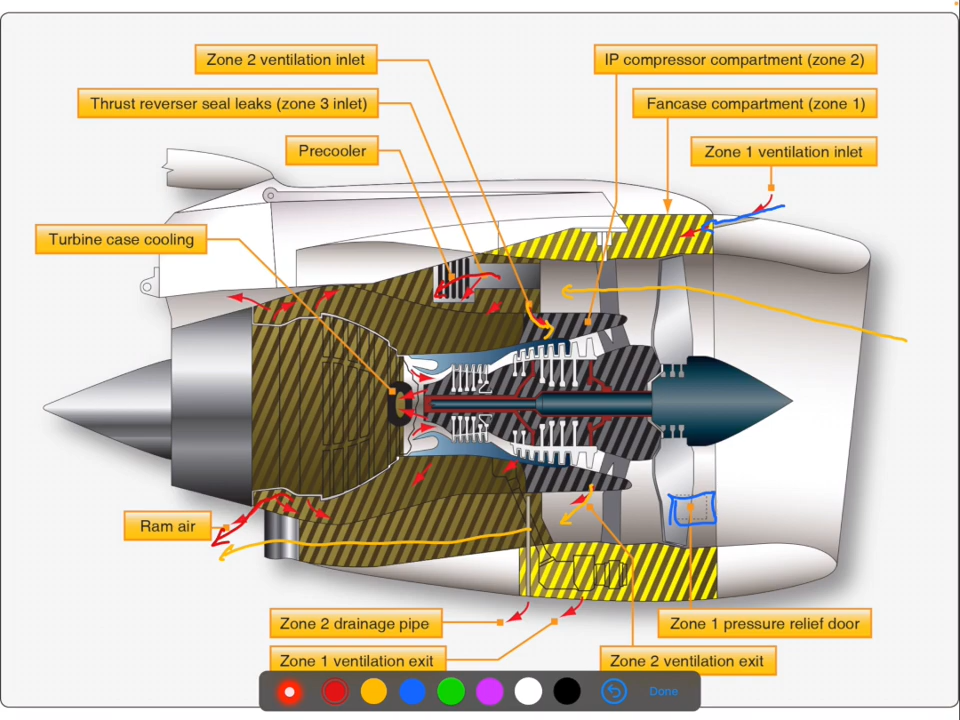 Zone 2 ventilation inlet
IP compressor compartment (zone 2)
Thrust reverser seal leaks (zone 3 inlet)
Fancase compartment (zone 1)
Precooler
Zone 1 ventilation inlet
Turbine case cooling
Ram air
Zone 2 drainage pipe
Zone 1 pressure relief door
Zone 1 ventilation exit
Zone 2 ventilation exit
Done